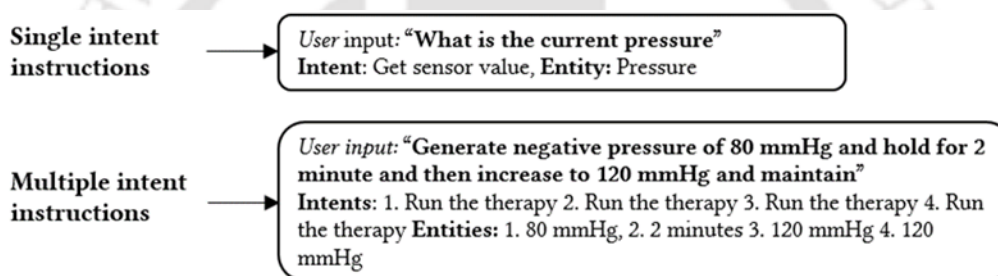 Single intent
instructions
User input: “What is the current pressure”
Intent: Get sensor value, Entity: Pressure
Multiple intent
instructions
User input: “Generate negative pressure of 80 mmHg and hold for 2
minute and then increase to 120 mmHg and maintain”
Intents: 1. Run the therapy 2. Run the therapy 3. Run the therapy 4. Run
the therapy Entities: 1. 80 mmHg, 2. 2 minutes 3. 120 mmHg 4. 120
mmHg